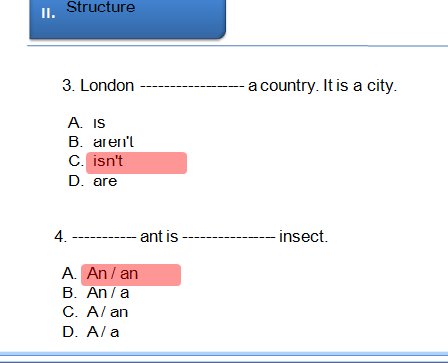 II. Structure
3. London ------------------ a country. It is a city.
A. is
B. aren't
C. isn't
D. are
4. ----------- ant is ---------------- insect.
A. An / an
B. An / a
C. A / an
D. A / a